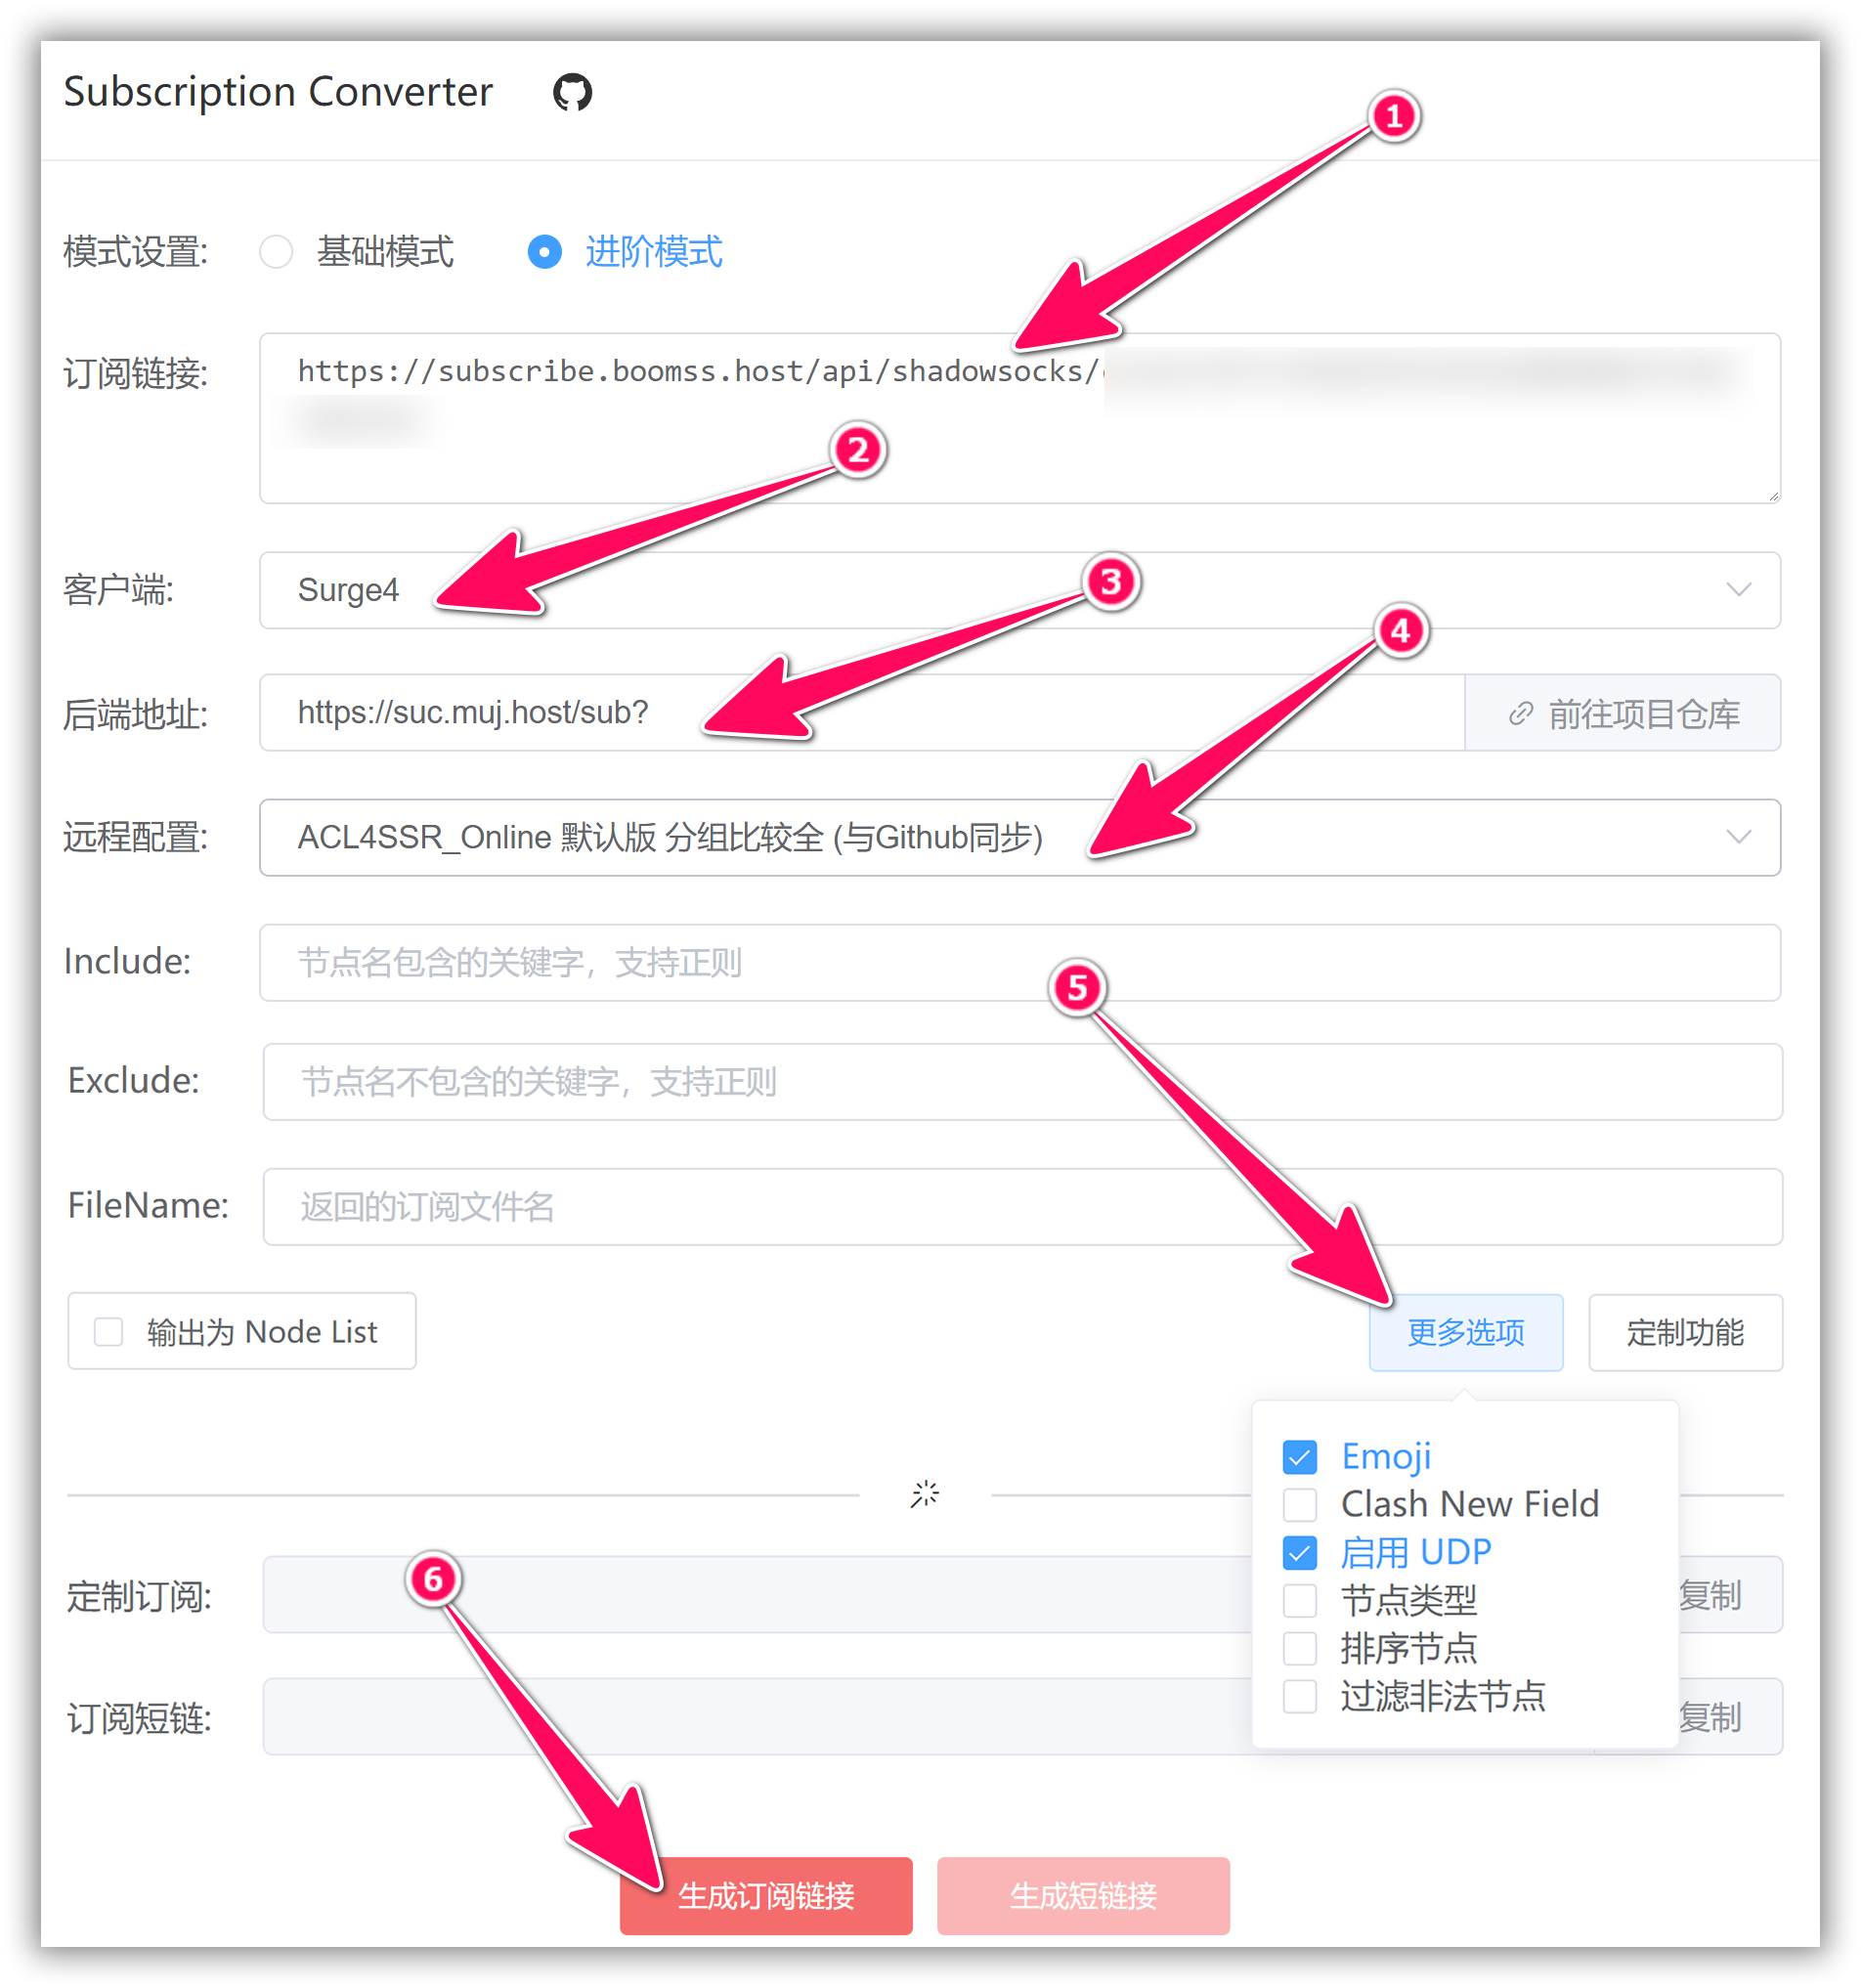 Subscription Converter
1
模式设置: 基础模式 进阶模式
订阅链接: https://subscribe.boomss.host/api/shadowsocks/
2
客户端: Surge4
3
4
后端地址: https://suc.muj.host/sub? 前往项目仓库
远程配置: ACL4SSR_Online 默认版 分组比较全 (与Github同步)
Include: 节点名包含的关键字，支持正则
5
Exclude: 节点名不包含的关键字，支持正则
FileName: 返回的订阅文件名
输出为 Node List 更多选项 定制功能
Emoji
Clash New Field
启用 UDP
节点类型
排序节点
过滤非法节点
6
定制订阅: 复制
订阅短链: 复制
生成订阅链接 生成短链接